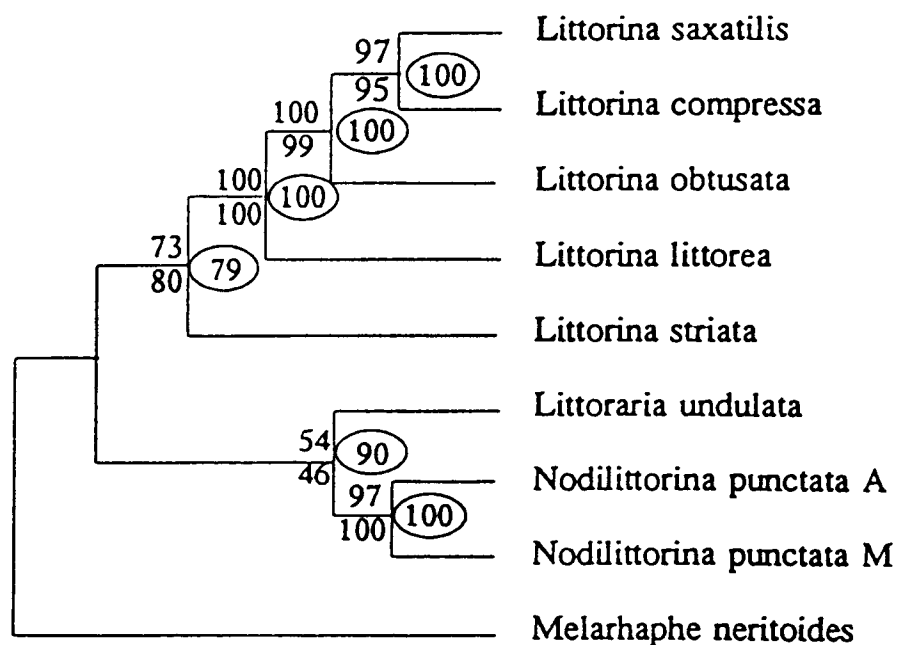 Littorina saxatilis
97
100
95
Littorina compressa
100
100
99
Littorina obtusata
100
100
100
Littorina littorea
73
79
80
Littorina striata
Littoraria undulata
54
90
46
Nodilittorina punctata A
97
100
100
Nodilittorina punctata M
Melarhaphe neritoides